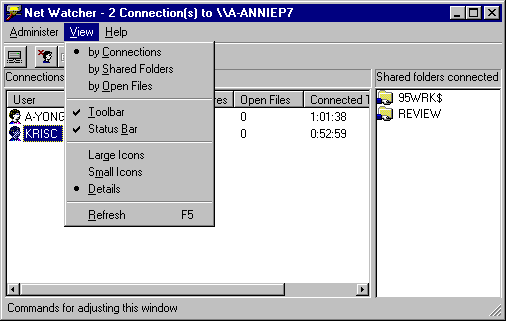 Net Watcher - 2 Connection(s) to \\A-ANNIEP7
Administer View Help
by Connections
by Shared Folders
by Open Files
Toolbar
Status Bar
Large Icons
Small Icons
Details
Refresh F5
Connections
Shared folders connected
User Open Files Connected T
A-YONG 0 1:01:38
KRISC 0 0:52:59
95WRK$
REVIEW
Commands for adjusting this window